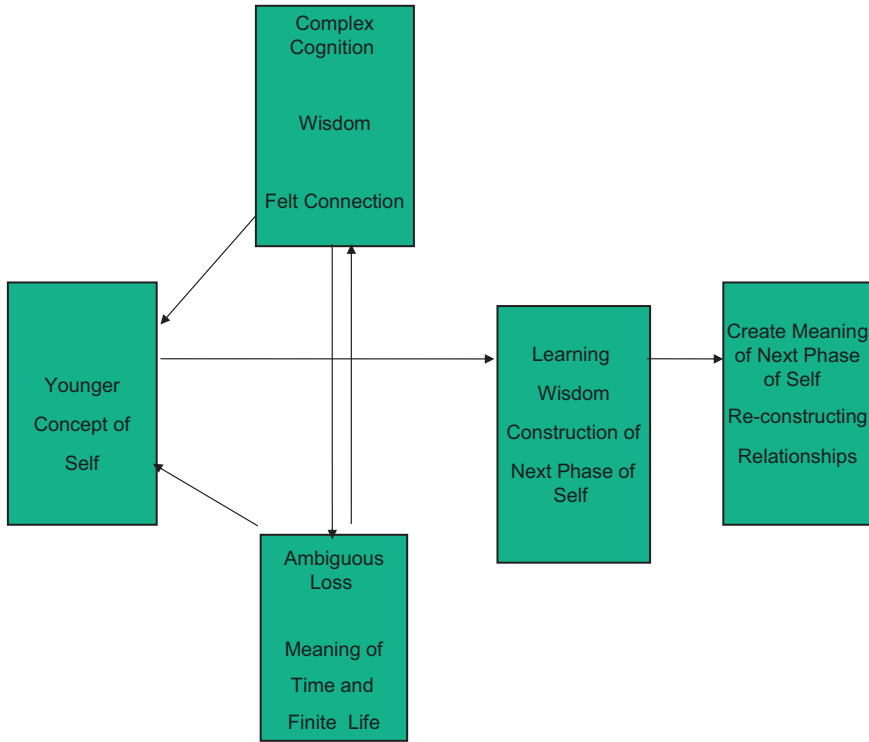 Complex
Cognition
Wisdom
Felt Connection
Younger
Concept of
Self
Ambiguous
Loss
Meaning of
Time and
Finite Life
Learning
Wisdom
Construction of
Next Phase of
Self
Create Meaning
of Next Phase
of Self
Re-constructing
Relationships